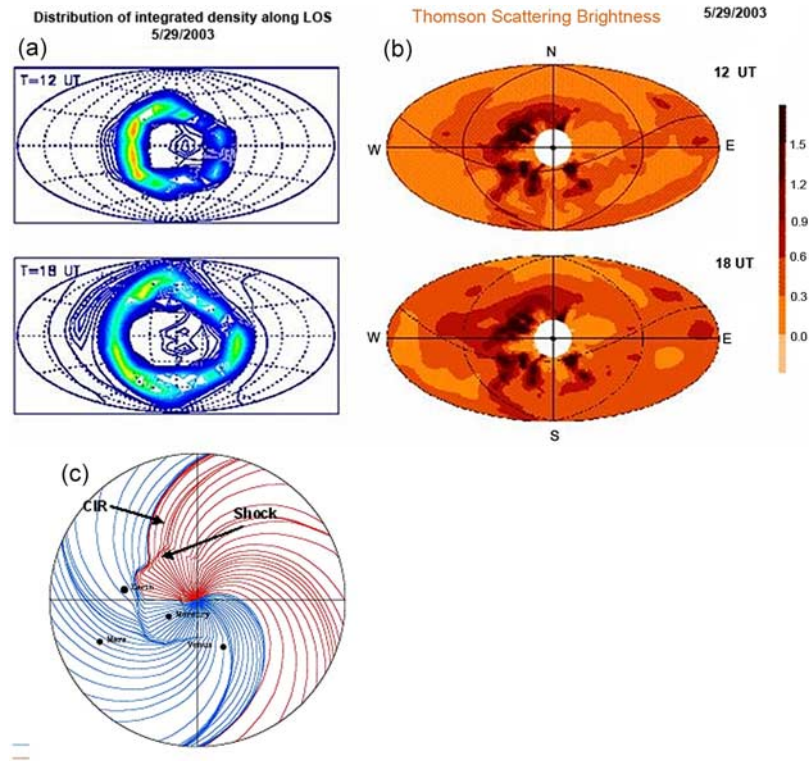 Distribution of integrated density along LOS
5/29/2003
(a)
T=12 UT
T=18 UT
Thomson Scattering Brightness
5/29/2003
(b)
N
12 UT
W
E
1.5
1.2
0.9
0.6
0.3
0.0
18 UT
W
E
S
(c)
CIR
Shock
Earth
Mercury
Mars
Venus